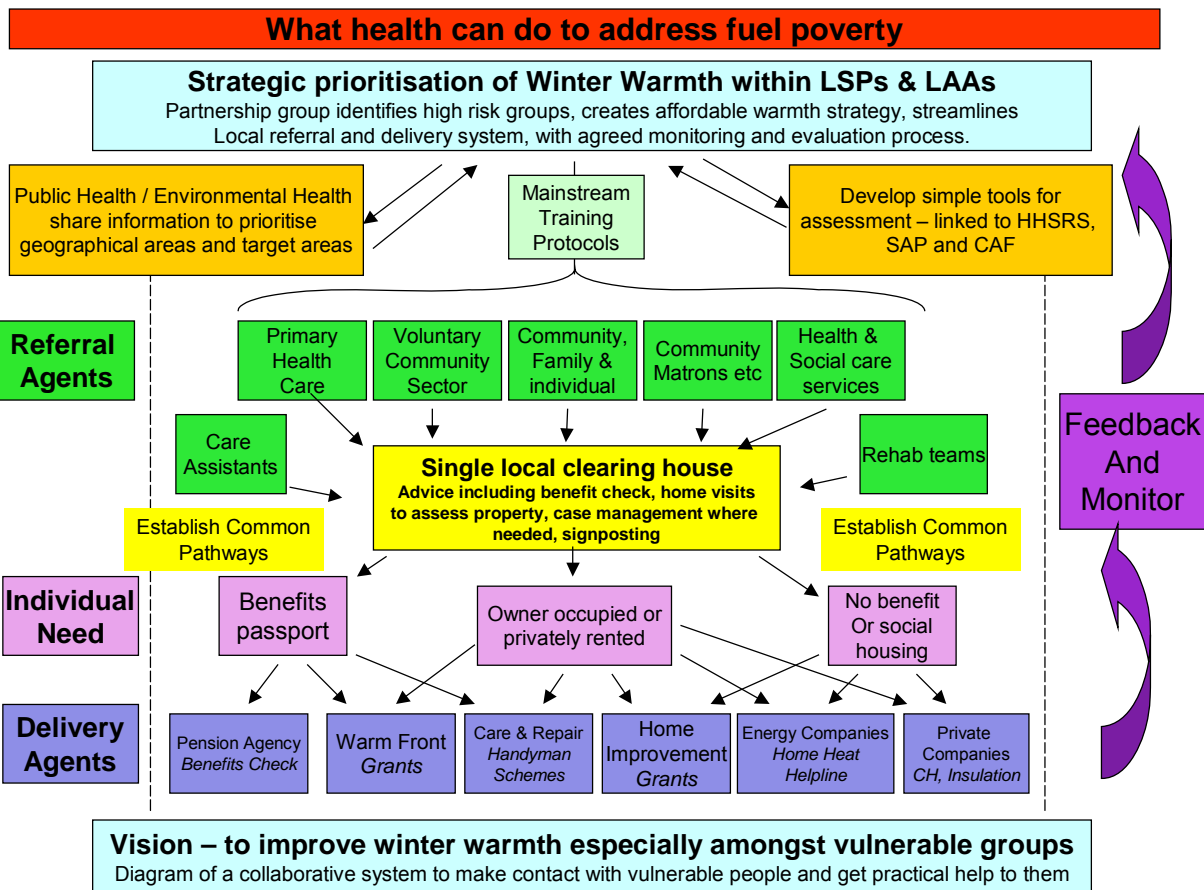 What health can do to address fuel poverty
Strategic prioritisation of Winter Warmth within LSPs & LAAs
Partnership group identifies high risk groups, creates affordable warmth strategy, streamlines
Local referral and delivery system, with agreed monitoring and evaluation process.
Public Health / Environmental Health
share information to prioritise
geographical areas and target areas
Mainstream
Training
Protocols
Develop simple tools for
assessment – linked to HHSRS,
SAP and CAF
Referral
Agents
Primary
Health
Care
Voluntary
Community
Sector
Community,
Family &
individual
Community
Matrons etc
Health &
Social care
services
Care
Assistants
Single local clearing house
Advice including benefit check, home visits
to assess property, case management where
needed, signposting
Rehab teams
Feedback
And
Monitor
Establish Common
Pathways
Establish Common
Pathways
Individual
Need
Benefits
passport
Owner occupied or
privately rented
No benefit
Or social
housing
Delivery
Agents
Pension Agency
Benefits Check
Warm Front
Grants
Care & Repair
Handyman
Schemes
Home
Improvement
Grants
Energy Companies
Home Heat
Helpline
Private
Companies
CH, Insulation
Vision – to improve winter warmth especially amongst vulnerable groups
Diagram of a collaborative system to make contact with vulnerable people and get practical help to them